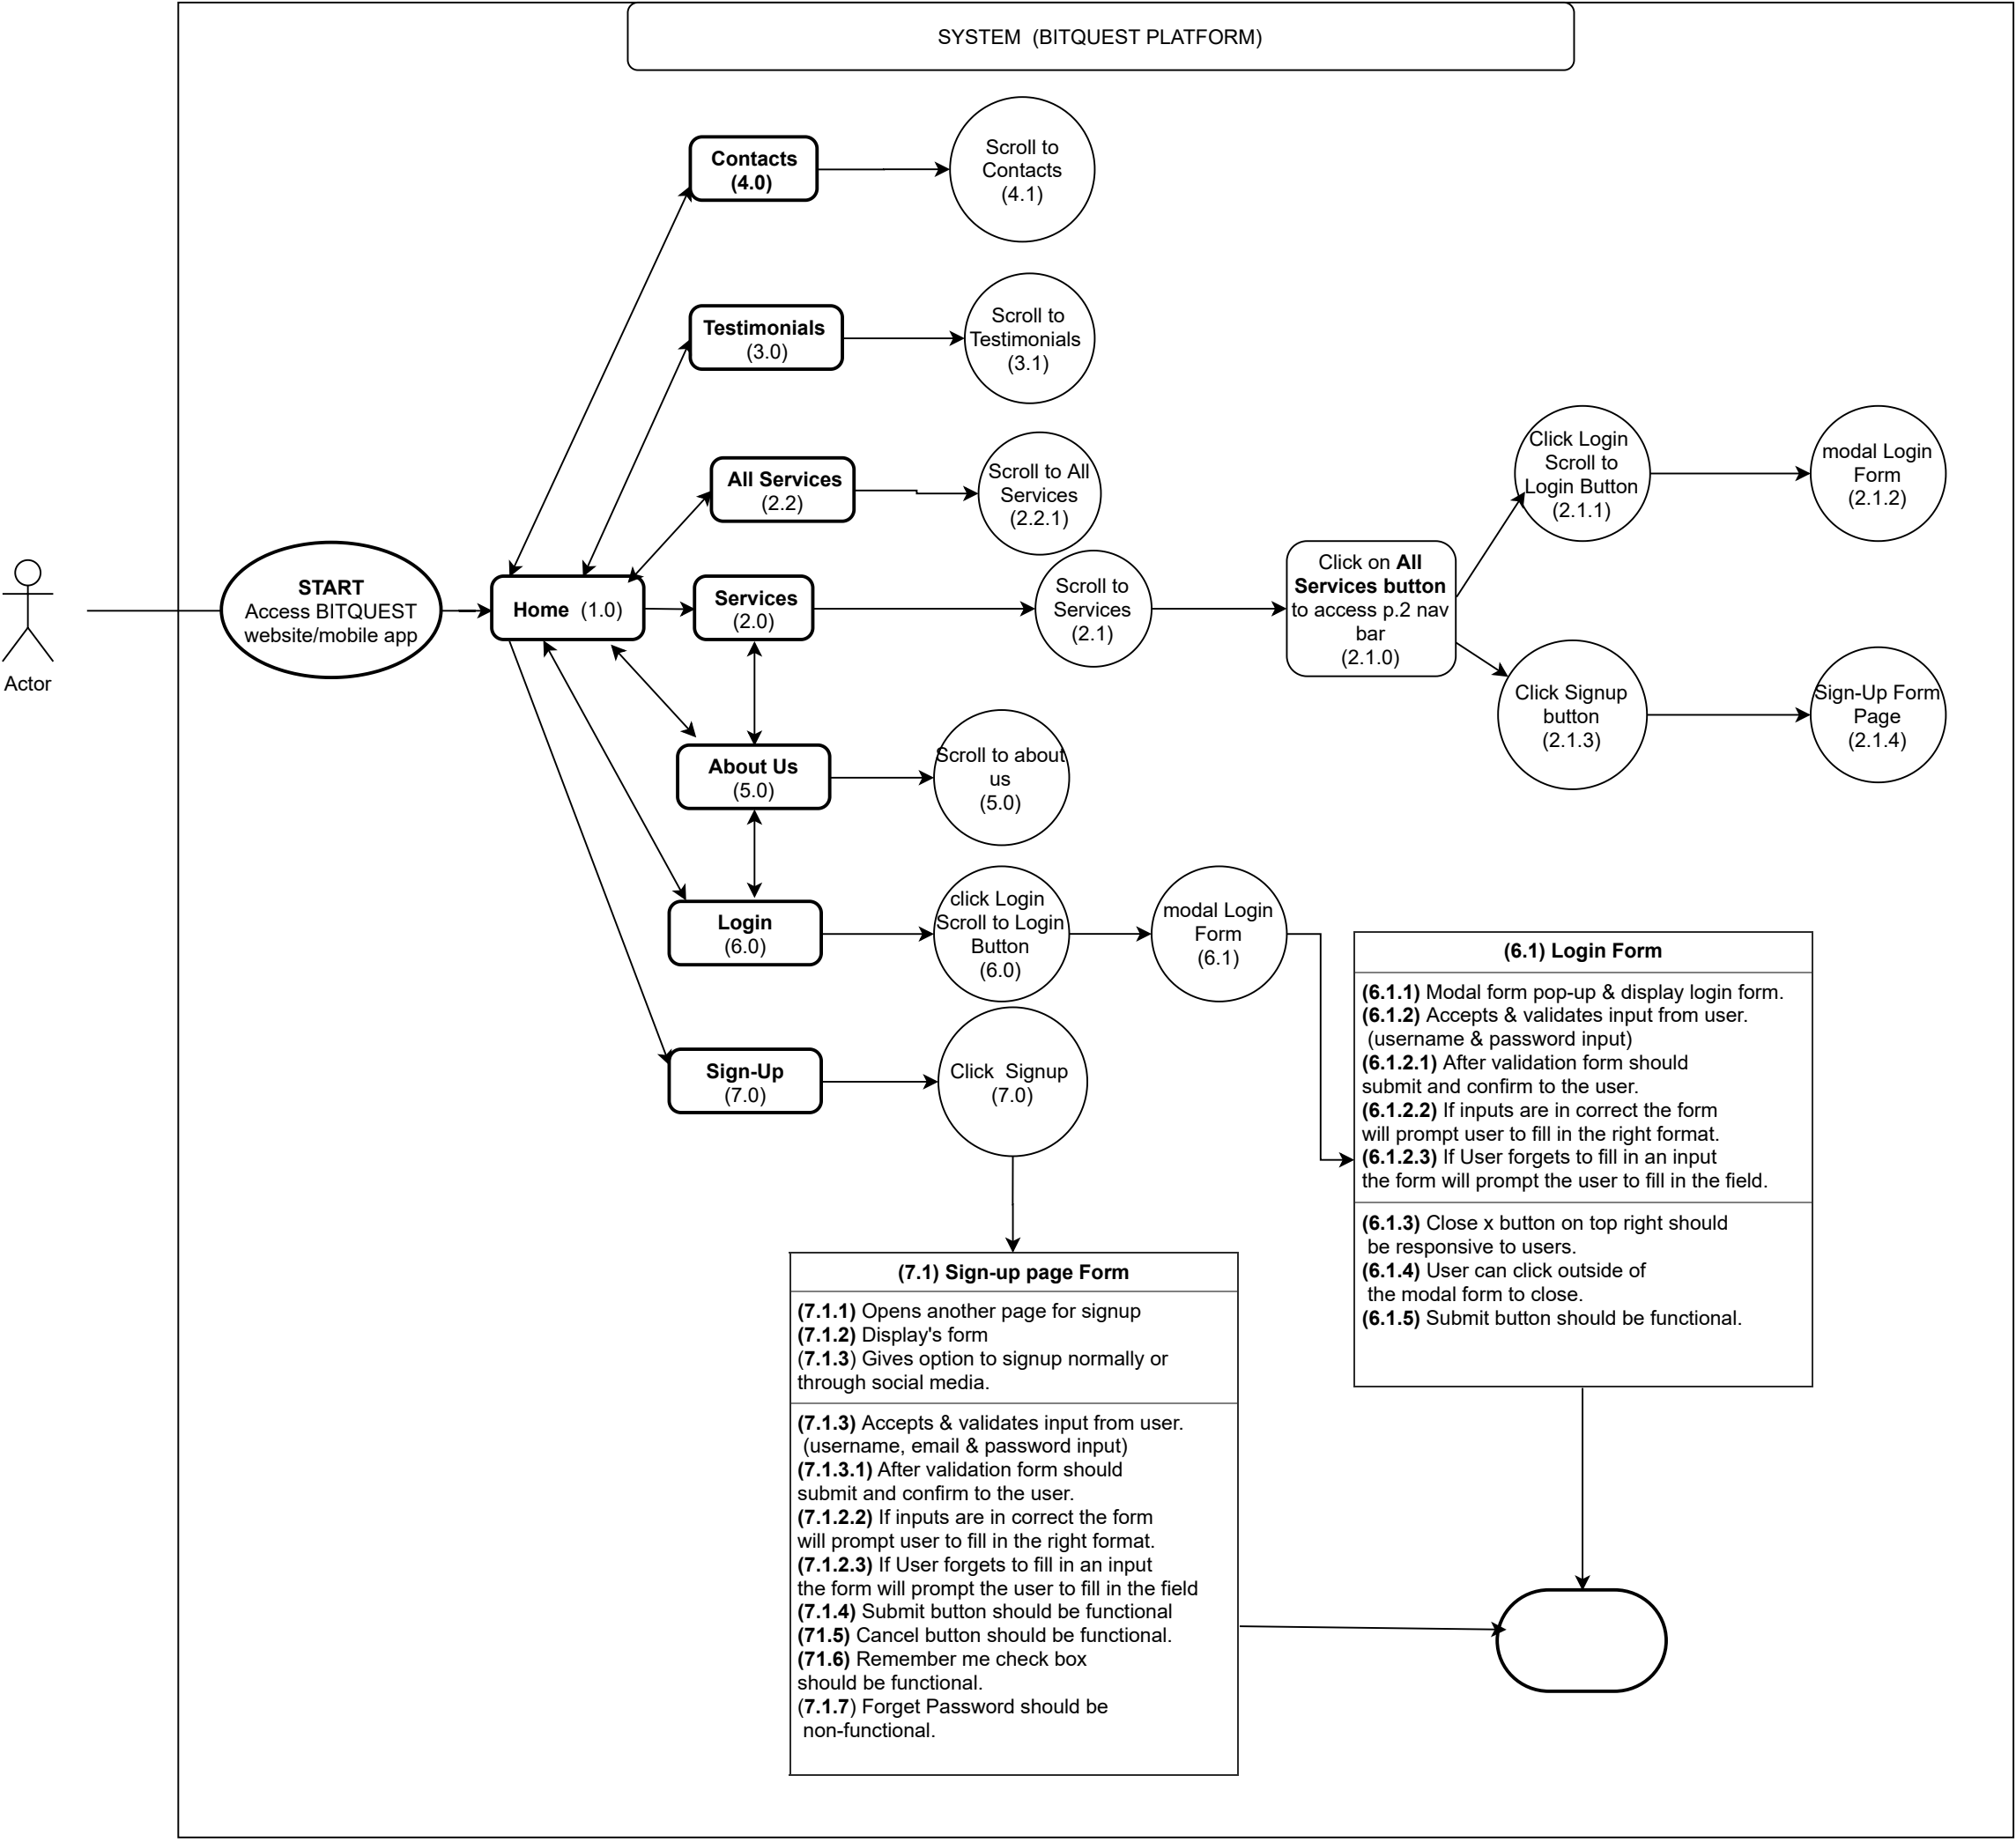 SYSTEM  (BITQUEST PLATFORM)
Contacts
(4.0)
Scroll to
Contacts
(4.1)
Testimonials
(3.0)
Scroll to
Testimonials
(3.1)
All Services
(2.2)
Scroll to All
Services
(2.2.1)
Click Login
Scroll to
Login Button
(2.1.1)
modal Login
Form
(2.1.2)
Actor
START
Access BITQUEST
website/mobile app
Home  (1.0)
Services
(2.0)
Scroll to
Services
(2.1)
Click on All
Services button
to access p.2 nav
bar
(2.1.0)
Click Signup
button
(2.1.3)
Sign-Up Form
Page
(2.1.4)
About Us
(5.0)
Scroll to about
us
(5.0)
Login
(6.0)
click Login
Scroll to Login
Button
(6.0)
modal Login
Form
(6.1)
(6.1) Login Form
(6.1.1) Modal form pop-up & display login form.
(6.1.2) Accepts & validates input from user.
(username & password input)
(6.1.2.1) After validation form should
submit and confirm to the user.
(6.1.2.2) If inputs are in correct the form
will prompt user to fill in the right format.
(6.1.2.3) If User forgets to fill in an input
the form will prompt the user to fill in the field.
(6.1.3) Close x button on top right should
be responsive to users.
(6.1.4) User can click outside of
the modal form to close.
(6.1.5) Submit button should be functional.
Sign-Up
(7.0)
Click  Signup
(7.0)
(7.1) Sign-up page Form
(7.1.1) Opens another page for signup
(7.1.2) Display's form
(7.1.3) Gives option to signup normally or
through social media.
(7.1.3) Accepts & validates input from user.
(username, email & password input)
(7.1.3.1) After validation form should
submit and confirm to the user.
(7.1.2.2) If inputs are in correct the form
will prompt user to fill in the right format.
(7.1.2.3) If User forgets to fill in an input
the form will prompt the user to fill in the field
(7.1.4) Submit button should be functional
(71.5) Cancel button should be functional.
(71.6) Remember me check box
should be functional.
(7.1.7) Forget Password should be
non-functional.